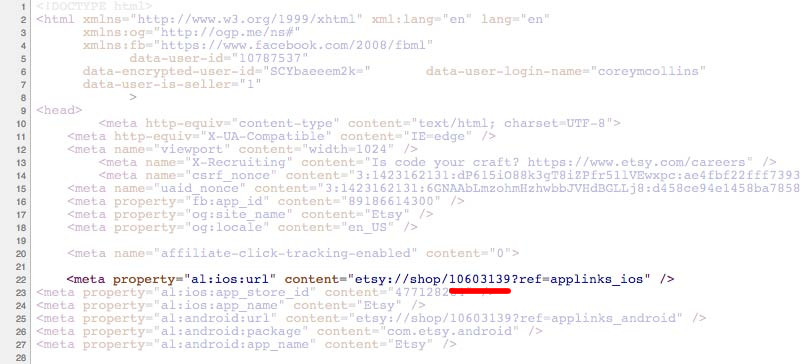 1 <!DOCTYPE html>
2 <html xmlns="http://www.w3.org/1999/xhtml" xml:lang="en" lang="en"
3 xmlns:og="http://ogp.me/ns#"
4 xmlns:fb="https://www.facebook.com/2008/fbml"
5 data-user-id="10787537"
6 data-encrypted-user-id="SCYbaeeem2k=" data-user-login-name="coreymcollins"
7 data-user-is-seller="1"
8 >
9 <head>
10 <meta http-equiv="content-type" content="text/html; charset=UTF-8">
11 <meta http-equiv="X-UA-Compatible" content="IE=edge" />
12 <meta name="viewport" content="width=1024" />
13 <meta name="X-Recruiting" content="Is code your craft? https://www.etsy.com/careers" />
14 <meta name="csrf_nonce" content="3:1423162131:dP6l5iO88k3gT8iZPfr51lVEwxpc:ae4fbf22fff7393
15 <meta name="uaid_nonce" content="3:1423162131:6GNAAbLmzohmHzhwbbJVHdBGLLj8:d458ce94e1458ba7858
16 <meta property="fb:app_id" content="89186614300" />
17 <meta property="og:site_name" content="Etsy" />
18 <meta property="og:locale" content="en_US" />
19
20 <meta name="affiliate-click-tracking-enabled" content="0">
21
22 <meta property="al:ios:url" content="etsy://shop/10603139?ref=applinks_ios" />
23 <meta property="al:ios:app_store_id" content="477128284" />
24 <meta property="al:ios:app_name" content="Etsy" />
25 <meta property="al:android:url" content="etsy://shop/10603139?ref=applinks_android" />
26 <meta property="al:android:package" content="com.etsy.android" />
27 <meta property="al:android:app_name" content="Etsy" />
28